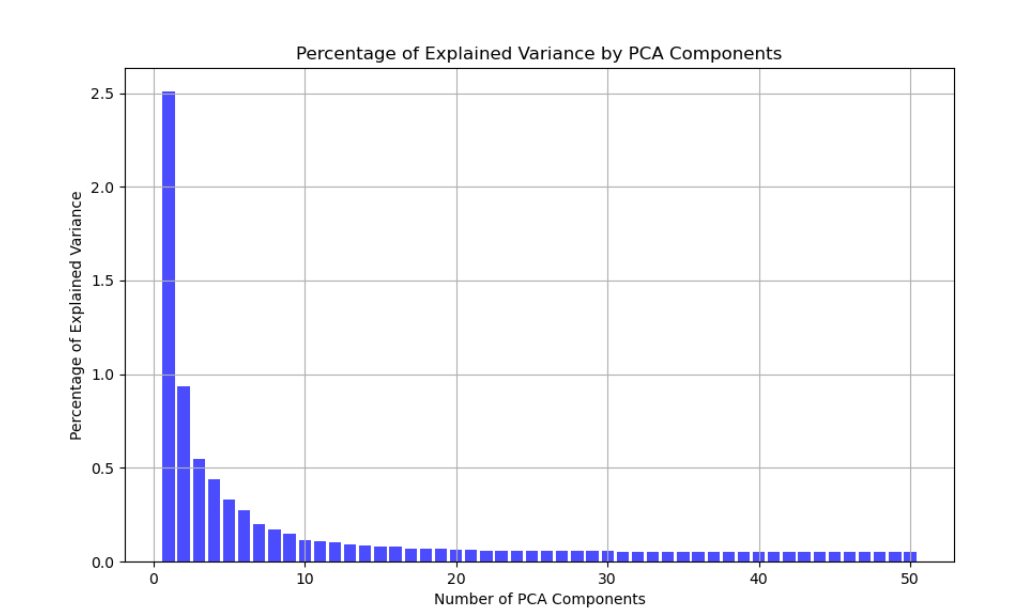 Percentage of Explained Variance by PCA Components
2.5
2.0
1.5
1.0
0.5
0.0
Percentage of Explained Variance
0 10 20 30 40 50
Number of PCA Components